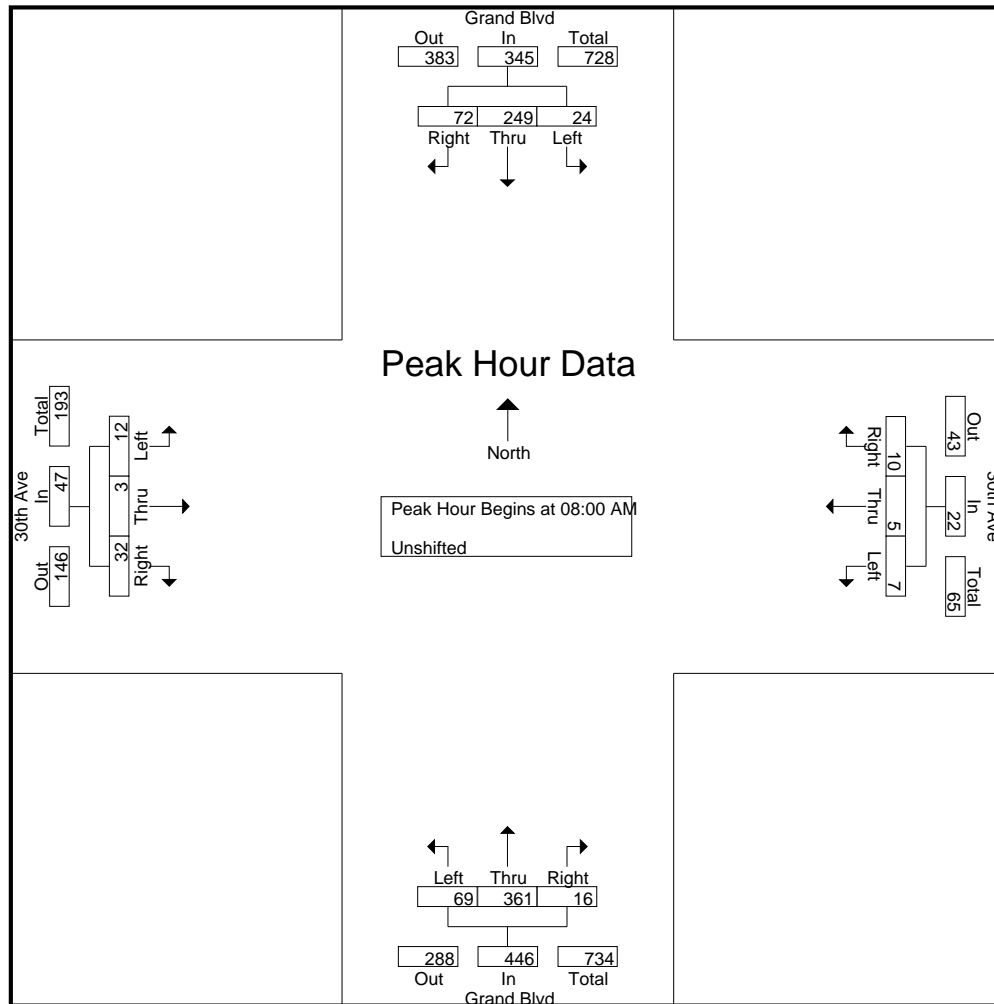 Grand Blvd
Out In Total
383 345 728
72 249 24
Right Thru Left
Peak Hour Data
North
Peak Hour Begins at 08:00 AM
Unshifted
30th Ave
Total In Out
193 47 146
12 3 32
Left Thru Right
Right Thru Left
10 5 7
43 22 65
Out In Total
30th Ave
Left Thru Right
69 361 16
288 446 734
Out In Total
Grand Blvd